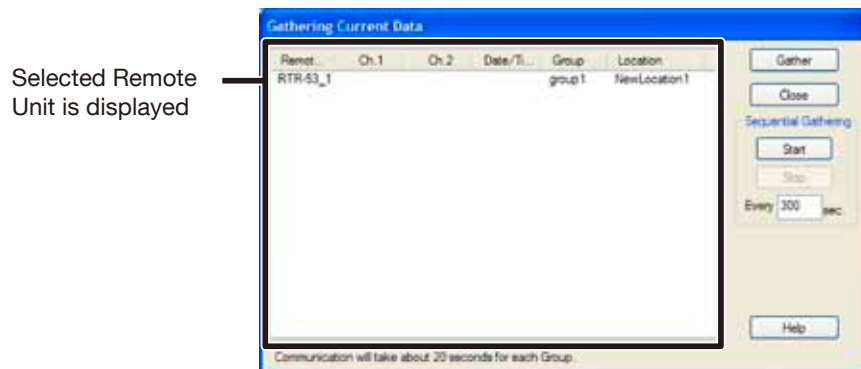 Gathering Current Data
Selected Remote
Unit is displayed
Remot... Ch.1 Ch.2 Date/Ti... Group Location
RTR-53_1 group1 NewLocation1
Gather
Close
Sequential Gathering
Start
Stop
Every 300 sec
Help
Communication will take about 20 seconds for each Group.